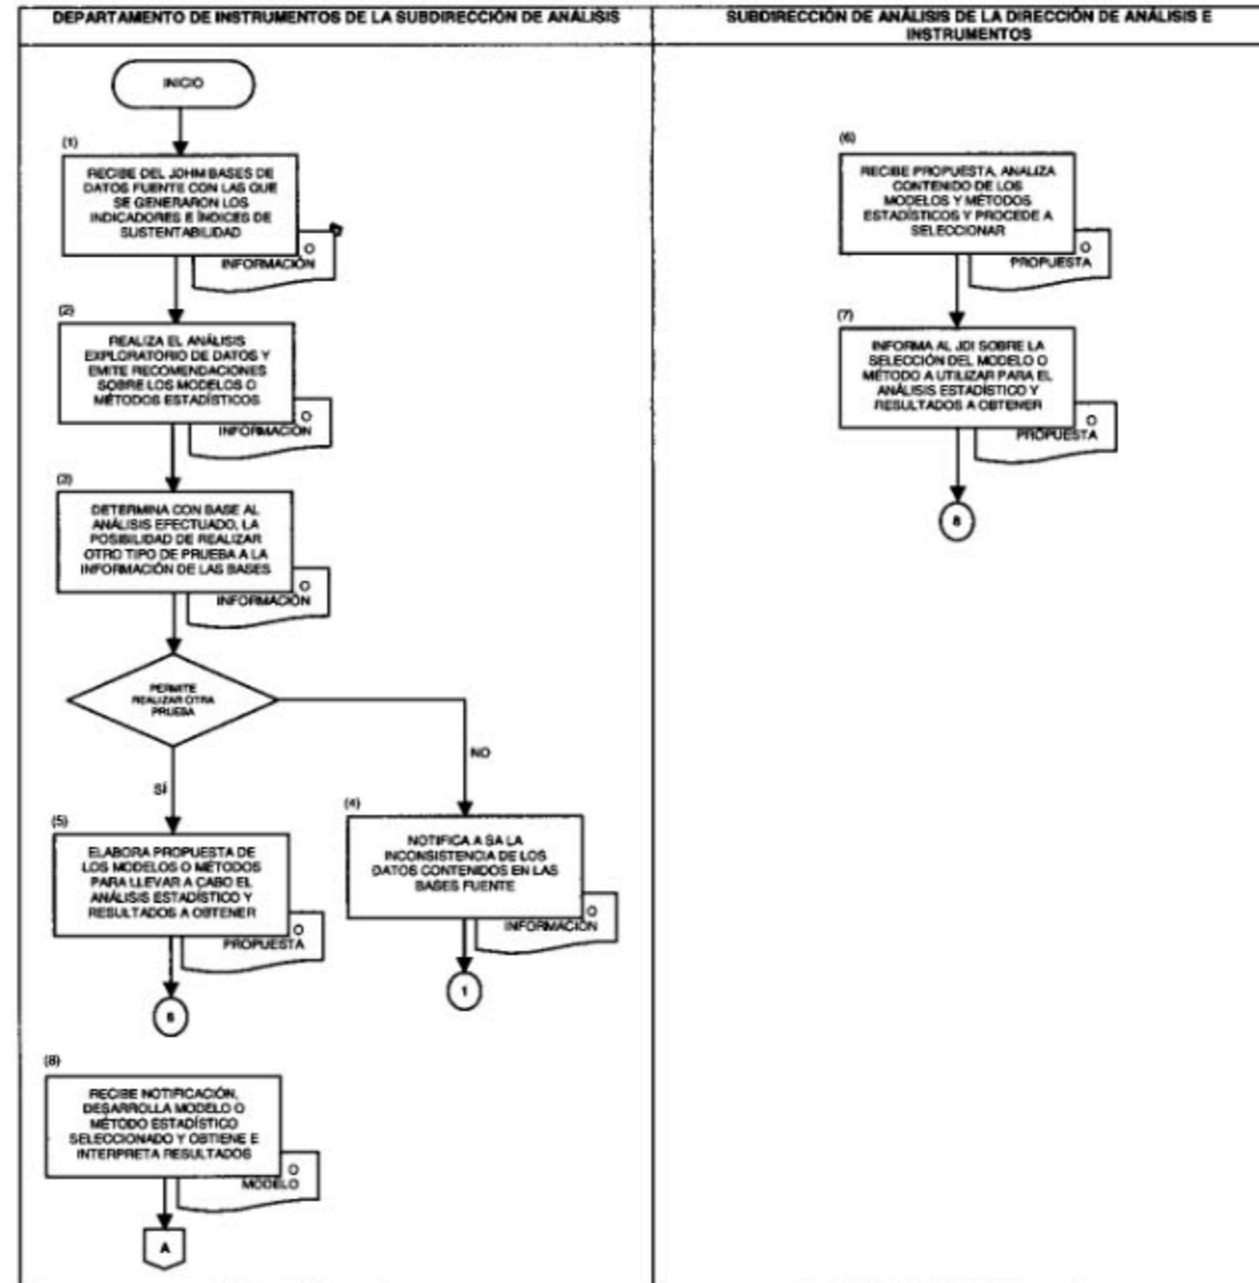 DEPARTAMENTO DE INSTRUMENTOS DE LA SUBDIRECCIÓN DE ANÁLISIS
SUBDIRECCIÓN DE ANÁLISIS DE LA DIRECCIÓN DE ANÁLISIS E
INSTRUMENTOS
INICIO
(1)
RECIBE DEL JDHM BASES DE
DATOS FUENTE CON LAS QUE
SE GENERARON LOS
INDICADORES E ÍNDICES DE
SUSTENTABILIDAD
O
INFORMACIÓN
(2)
REALIZA EL ANÁLISIS
EXPLORATORIO DE DATOS Y
EMITE RECOMENDACIONES
SOBRE LOS MODELOS O
MÉTODOS ESTADÍSTICOS
O
INFORMACIÓN
(3)
DETERMINA CON BASE AL
ANÁLISIS EFECTUADO, LA
POSIBILIDAD DE REALIZAR
OTRO TIPO DE PRUEBA A LA
INFORMACIÓN DE LAS BASES
O
INFORMACIÓN
PERMITE
REALIZAR OTRA
PRUEBA
NO
SÍ
(5)
ELABORA PROPUESTA DE
LOS MODELOS O MÉTODOS
PARA LLEVAR A CABO EL
ANÁLISIS ESTADÍSTICO Y
RESULTADOS A OBTENER
O
PROPUESTA
6
(4)
NOTIFICA A SA LA
INCONSISTENCIA DE LOS
DATOS CONTENIDOS EN LAS
BASES FUENTE
O
INFORMACIÓN
1
(8)
RECIBE NOTIFICACIÓN,
DESARROLLA MODELO O
MÉTODO ESTADÍSTICO
SELECCIONADO Y OBTIENE E
INTERPRETA RESULTADOS
O
MODELO
A
(6)
RECIBE PROPUESTA, ANALIZA
CONTENIDO DE LOS
MODELOS Y MÉTODOS
ESTADÍSTICOS Y PROCEDE A
SELECCIONAR
O
PROPUESTA
(7)
INFORMA AL JDI SOBRE LA
SELECCIÓN DEL MODELO O
MÉTODO A UTILIZAR PARA EL
ANÁLISIS ESTADÍSTICO Y
RESULTADOS A OBTENER
O
PROPUESTA
8